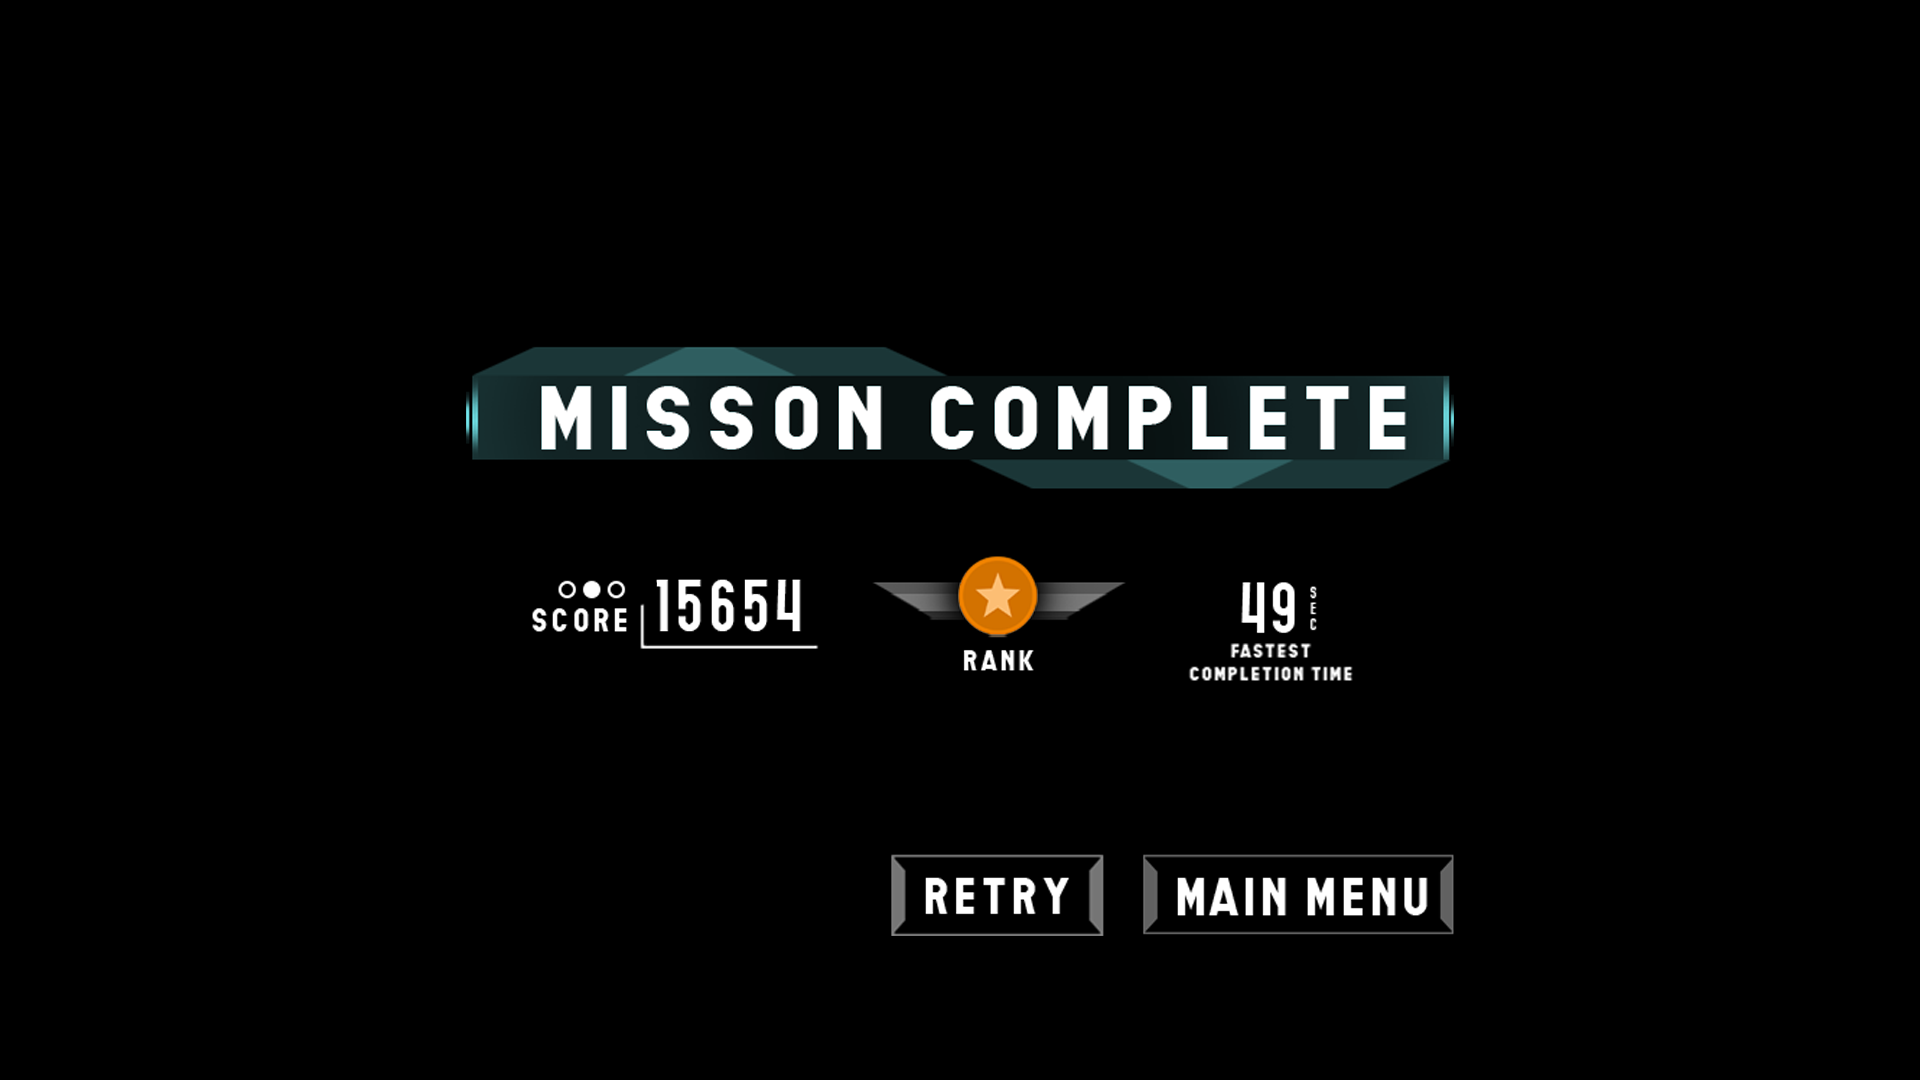 MISSON COMPLETE
SCORE 15654
RANK
49 SEC
FASTEST
COMPLETION TIME
RETRY
MAIN MENU